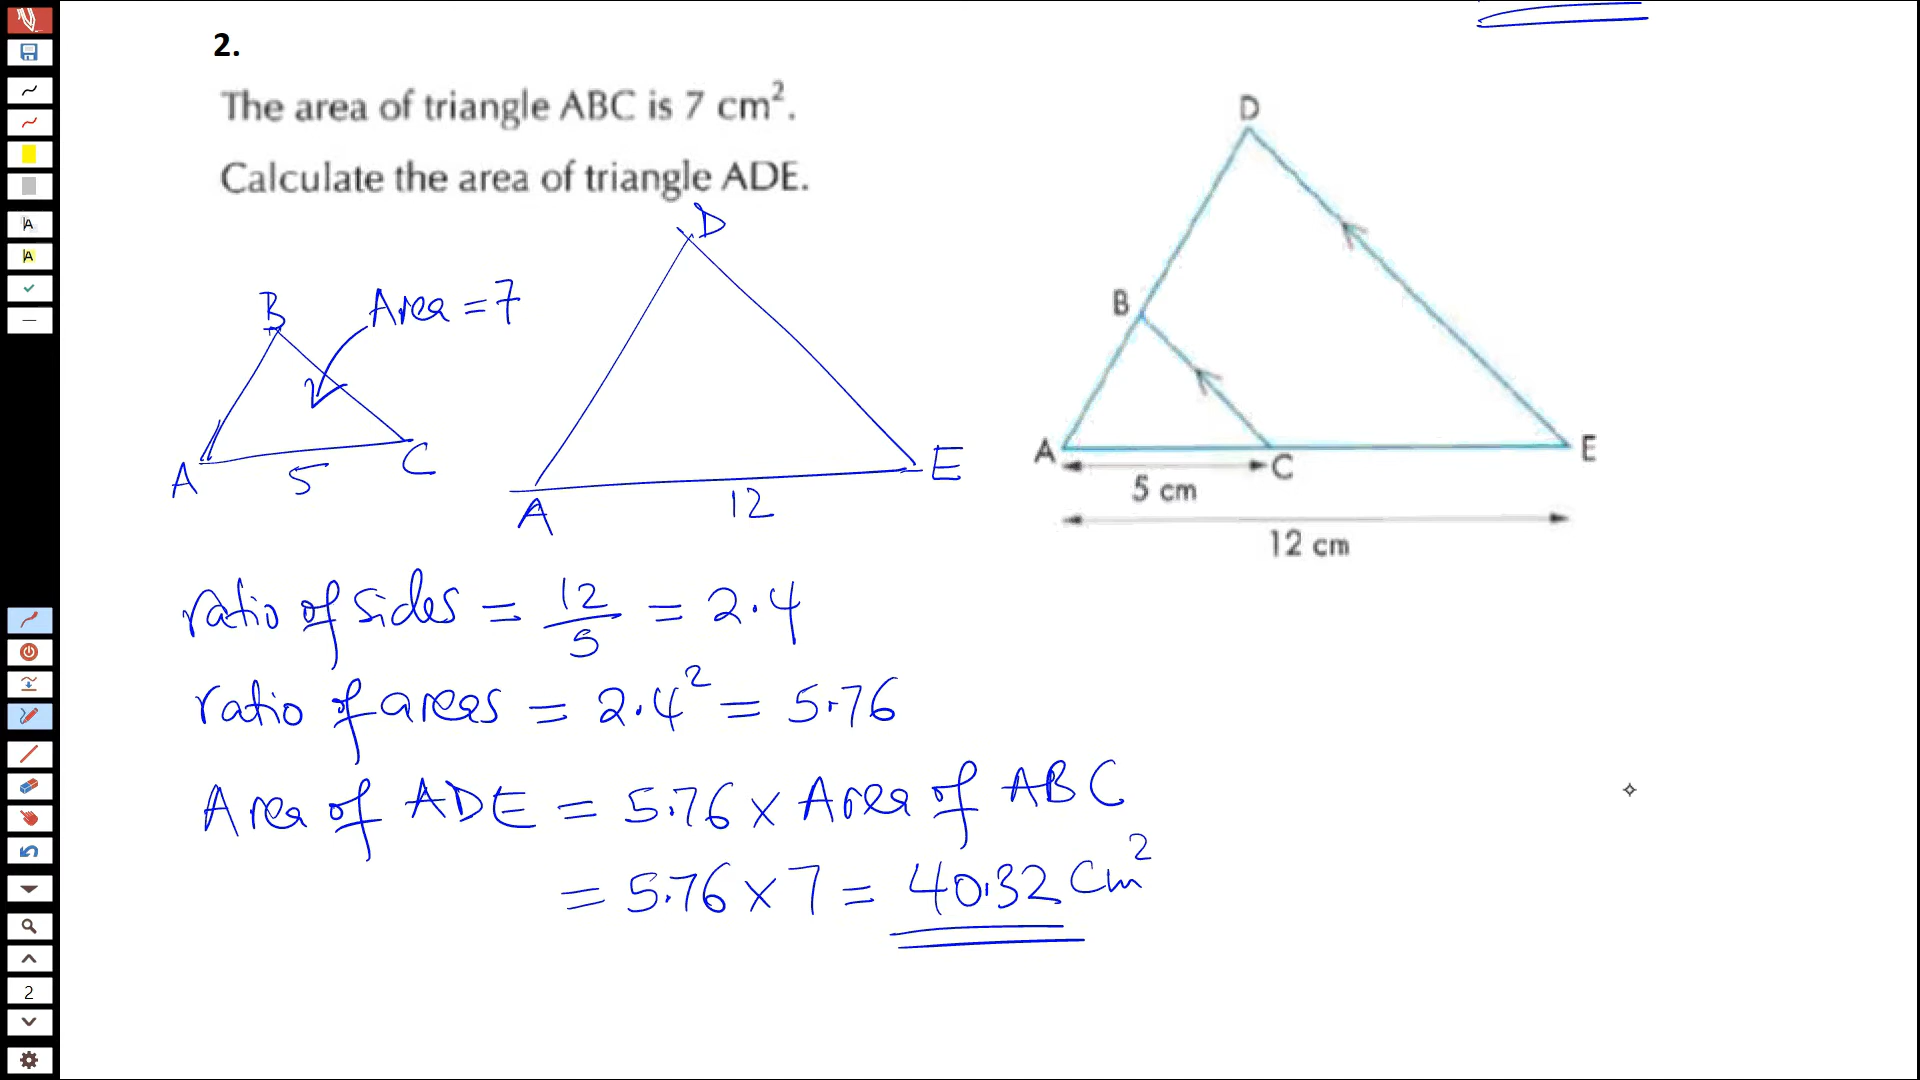 2.
The area of triangle ABC is 7 cm².
Calculate the area of triangle ADE.
D
B
A
C
E
5 cm
12 cm
B
Area = 7
A
5
C
D
A
12
E
ratio of sides = 12/5 = 2.4
ratio of areas = 2.4² = 5.76
Area of ADE = 5.76 × Area of ABC
= 5.76 × 7 = 40.32 cm²
A
A
2